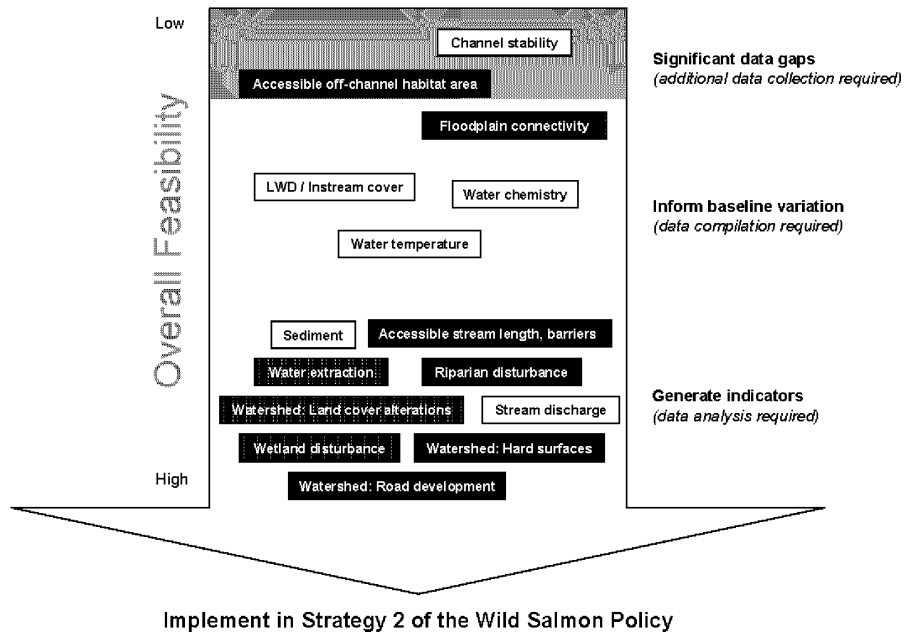 Low
Channel stability
Significant data gaps
(additional data collection required)
Accessible off-channel habitat area
Floodplain connectivity
Overall Feasibility
LWD / Instream cover
Water chemistry
Inform baseline variation
(data compilation required)
Water temperature
Sediment
Accessible stream length, barriers
Water extraction
Riparian disturbance
Generate indicators
(data analysis required)
Watershed: Land cover alterations
Stream discharge
Wetland disturbance
Watershed: Hard surfaces
High
Watershed: Road development
Implement in Strategy 2 of the Wild Salmon Policy